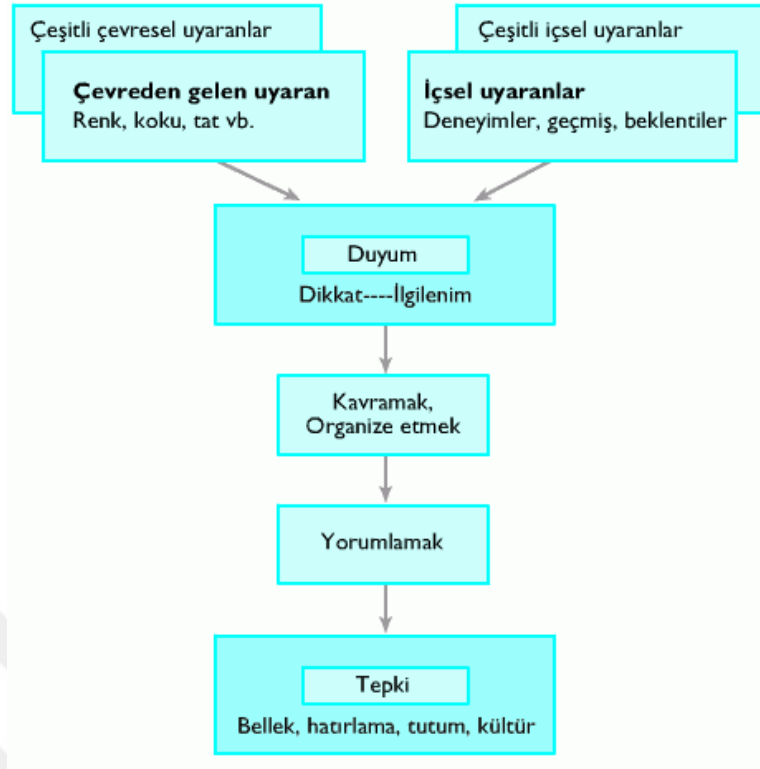 Çeşitli çevresel uyaranlar
Çevreden gelen uyaran
Renk, koku, tat vb.
Çeşitli içsel uyaranlar
İçsel uyaranlar
Deneyimler, geçmiş, beklentiler
Duyum
Dikkat----İlgilenim
Kavramak,
Organize etmek
Yorumlamak
Tepki
Bellek, hatırlama, tutum, kültür